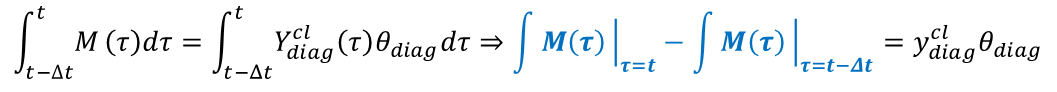 ∫_{t−Δt}^{t} M(τ)dτ = ∫_{t−Δt}^{t} Y_{diag}^{cl}(τ)θ_{diag}dτ ⇒ ∫ M(τ)|_{τ=t} − ∫ M(τ)|_{τ=t−Δt} = y_{diag}^{cl}θ_{diag}